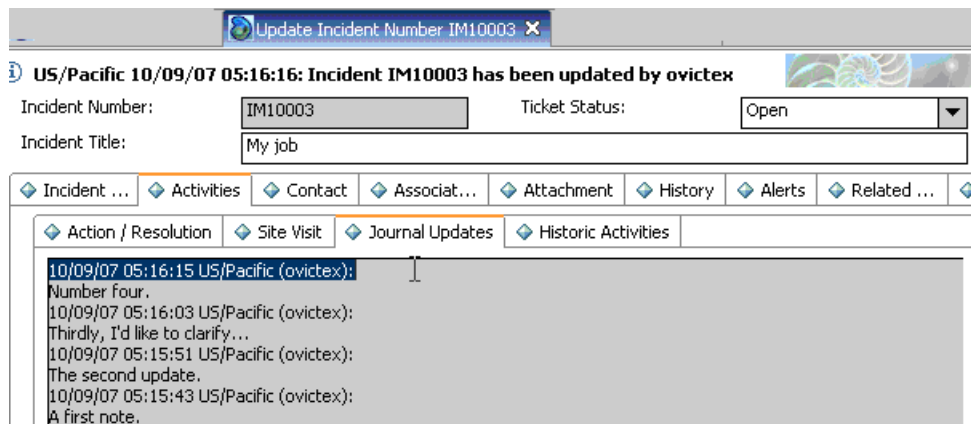 Update Incident Number IM10003
US/Pacific 10/09/07 05:16:16: Incident IM10003 has been updated by ovictex
Incident Number: IM10003 Ticket Status: Open
Incident Title: My job
Incident ... Activities Contact Associat... Attachment History Alerts Related ...
Action / Resolution Site Visit Journal Updates Historic Activities
10/09/07 05:16:15 US/Pacific (ovictex):
Number four.
10/09/07 05:16:03 US/Pacific (ovictex):
Thirdly, I'd like to clarify...
10/09/07 05:15:51 US/Pacific (ovictex):
The second update.
10/09/07 05:15:43 US/Pacific (ovictex):
A first note.